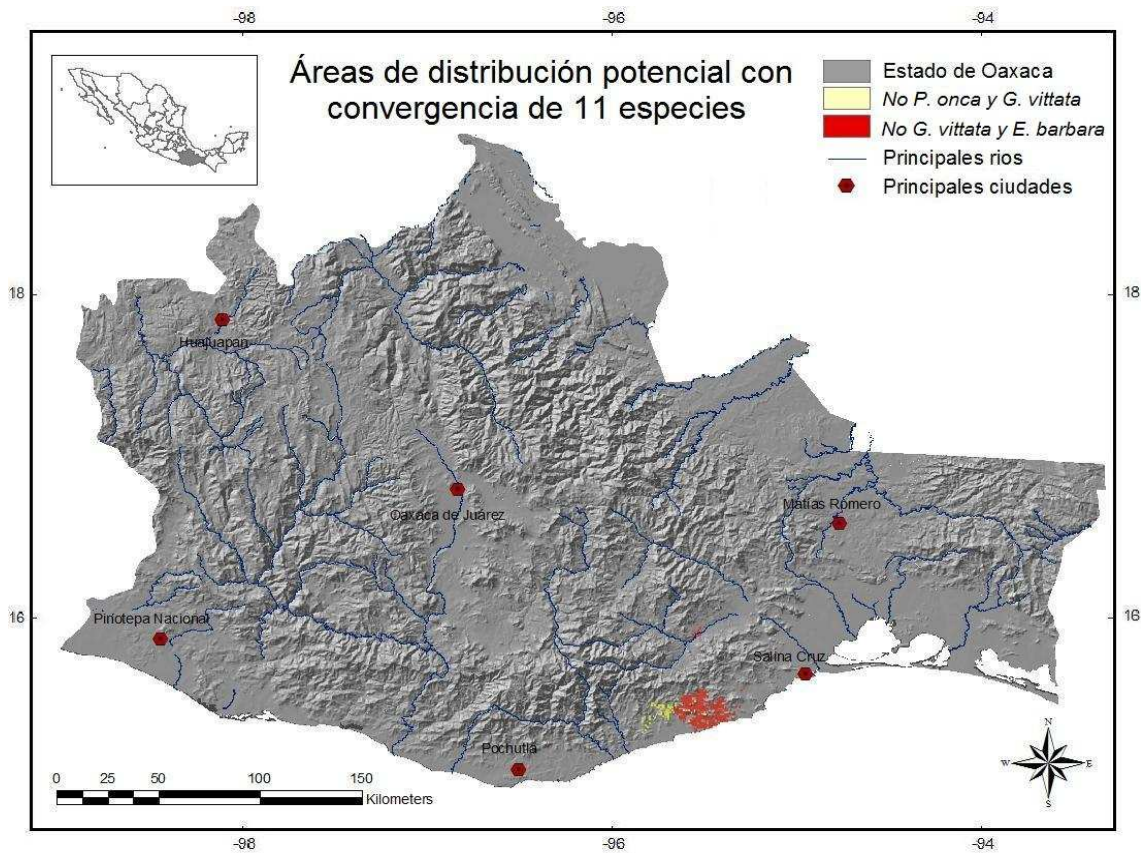 -98
-96
-94
Áreas de distribución potencial con
convergencia de 11 especies
Estado de Oaxaca
No P. onca y G. vittata
No G. vittata y E. barbara
Principales rios
Principales ciudades
18
18
Huajuapan
Oaxaca de Juárez
Matías Romero
16
16
Piriotepa Nacional
Salina Cruz
Pochutla
N
W
E
S
0 25 50 100 150
Kilometers
-98
-96
-94